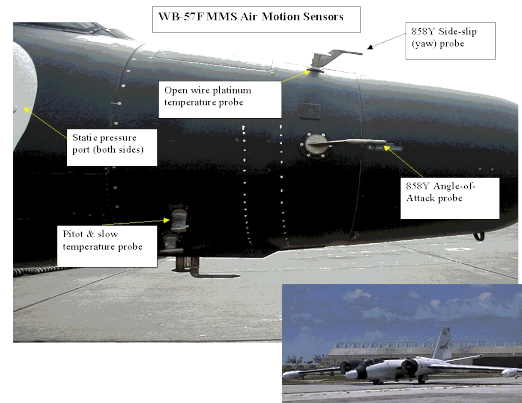 WB-57F MMS Air Motion Sensors
858Y Side-slip
(yaw) probe
Open wire platinum
temperature probe
Static pressure
port (both sides)
858Y Angle-of-
Attack probe
Pitot & slow
temperature probe